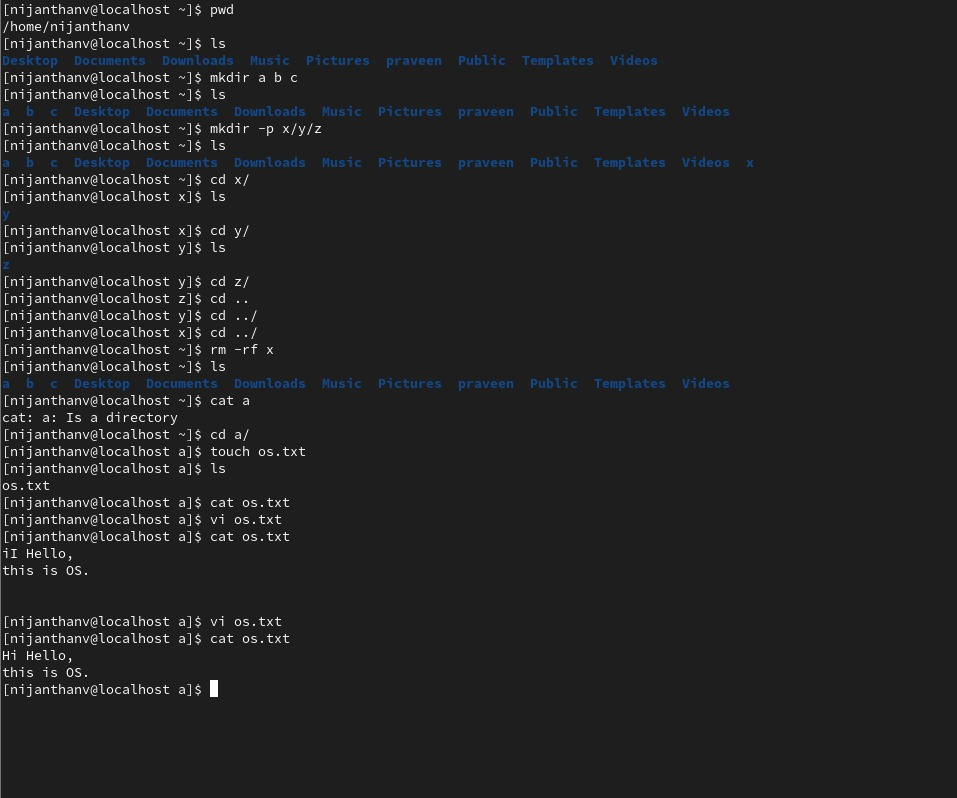 [nijanthanv@localhost ~]$ pwd
/home/nijanthanv
[nijanthanv@localhost ~]$ ls
Desktop  Documents  Downloads  Music  Pictures  praveen  Public  Templates  Videos
[nijanthanv@localhost ~]$ mkdir a b c
[nijanthanv@localhost ~]$ ls
a  b  c  Desktop  Documents  Downloads  Music  Pictures  praveen  Public  Templates  Videos
[nijanthanv@localhost ~]$ mkdir -p x/y/z
[nijanthanv@localhost ~]$ ls
a  b  c  Desktop  Documents  Downloads  Music  Pictures  praveen  Public  Templates  Videos  x
[nijanthanv@localhost ~]$ cd x/
[nijanthanv@localhost x]$ ls
y
[nijanthanv@localhost x]$ cd y/
[nijanthanv@localhost y]$ ls
z
[nijanthanv@localhost y]$ cd z/
[nijanthanv@localhost z]$ cd ..
[nijanthanv@localhost y]$ cd ../
[nijanthanv@localhost x]$ cd ../
[nijanthanv@localhost ~]$ rm -rf x
[nijanthanv@localhost ~]$ ls
a  b  c  Desktop  Documents  Downloads  Music  Pictures  praveen  Public  Templates  Videos
[nijanthanv@localhost ~]$ cat a
cat: a: Is a directory
[nijanthanv@localhost ~]$ cd a/
[nijanthanv@localhost a]$ touch os.txt
[nijanthanv@localhost a]$ ls
os.txt
[nijanthanv@localhost a]$ cat os.txt
[nijanthanv@localhost a]$ vi os.txt
[nijanthanv@localhost a]$ cat os.txt
iI Hello,
this is OS.
[nijanthanv@localhost a]$ vi os.txt
[nijanthanv@localhost a]$ cat os.txt
Hi Hello,
this is OS.
[nijanthanv@localhost a]$